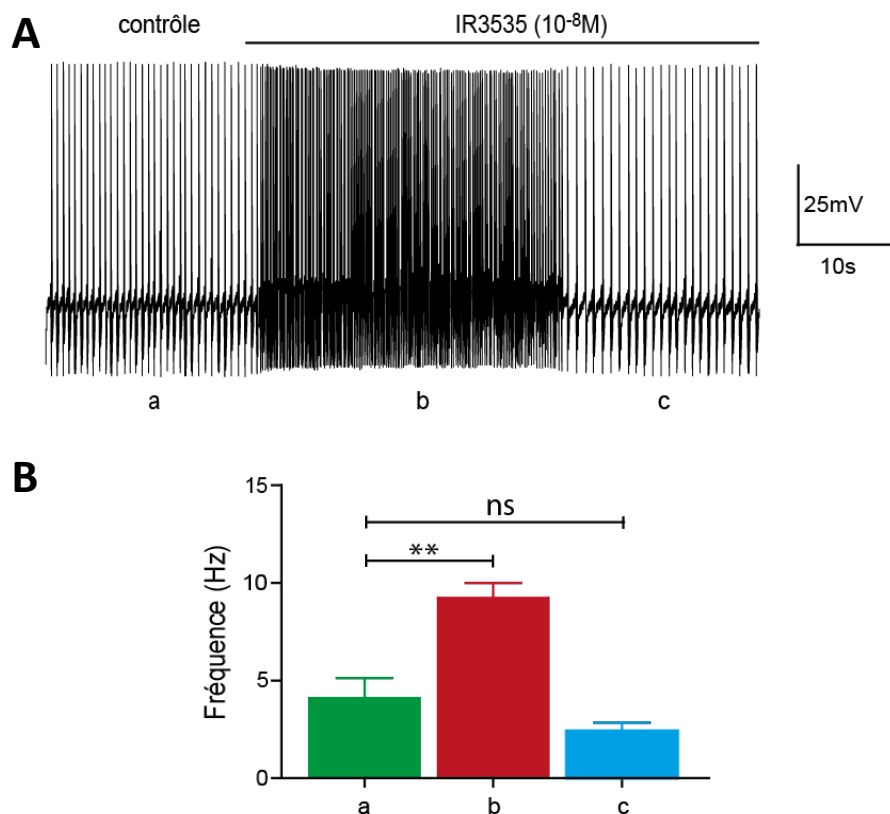 A
contrôle IR3535 (10-8M)
25mV
10s
a b c
B
15
ns
**
10
Fréquence (Hz)
5
0
a b c